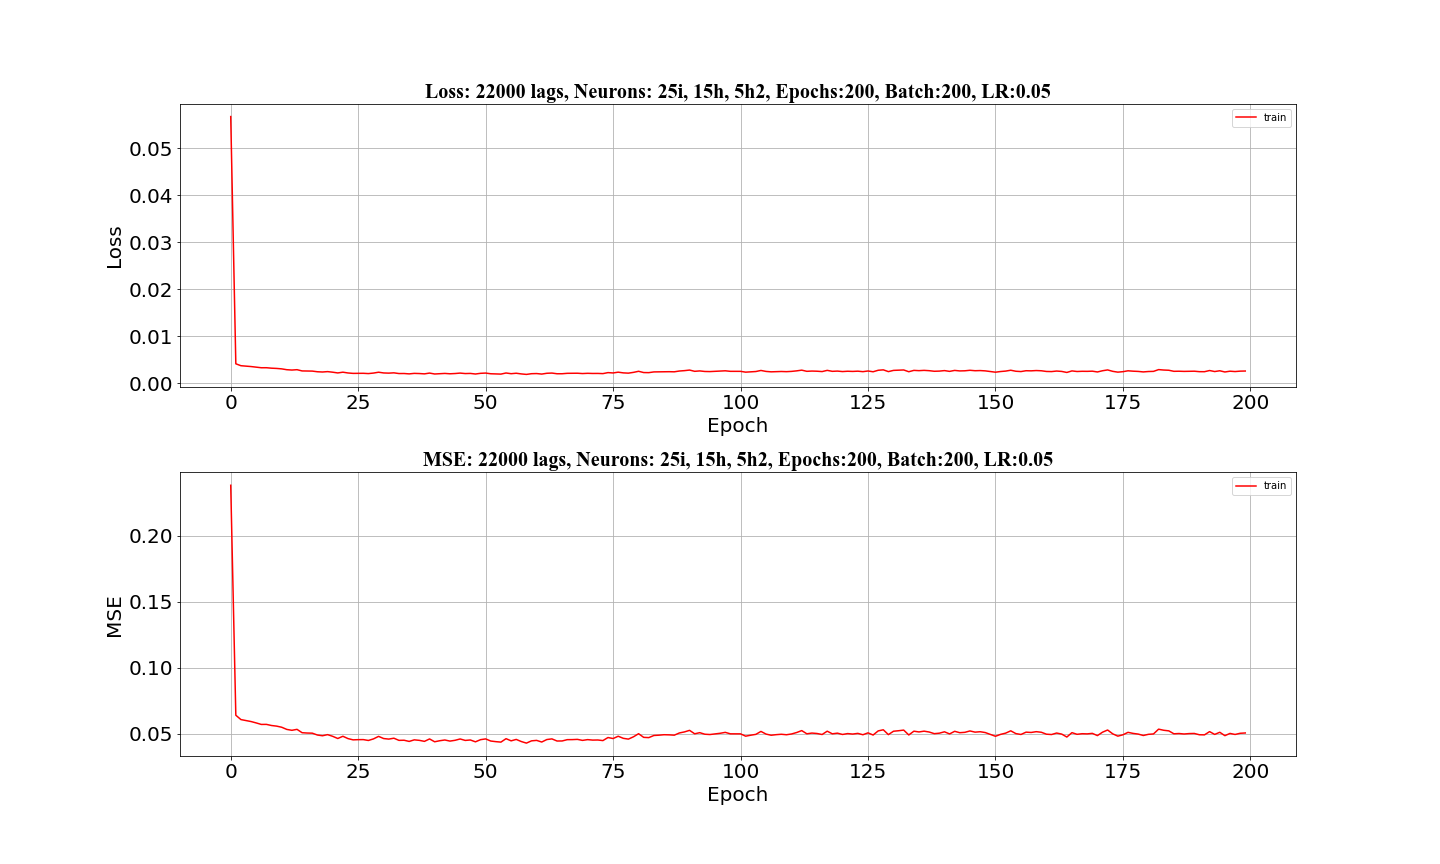 Loss: 22000 lags, Neurons: 25i, 15h, 5h2, Epochs:200, Batch:200, LR:0.05
train
0.05
0.04
0.03
0.02
0.01
0.00
Loss
0 25 50 75 100 125 150 175 200
Epoch
MSE: 22000 lags, Neurons: 25i, 15h, 5h2, Epochs:200, Batch:200, LR:0.05
train
0.20
0.15
0.10
0.05
MSE
0 25 50 75 100 125 150 175 200
Epoch